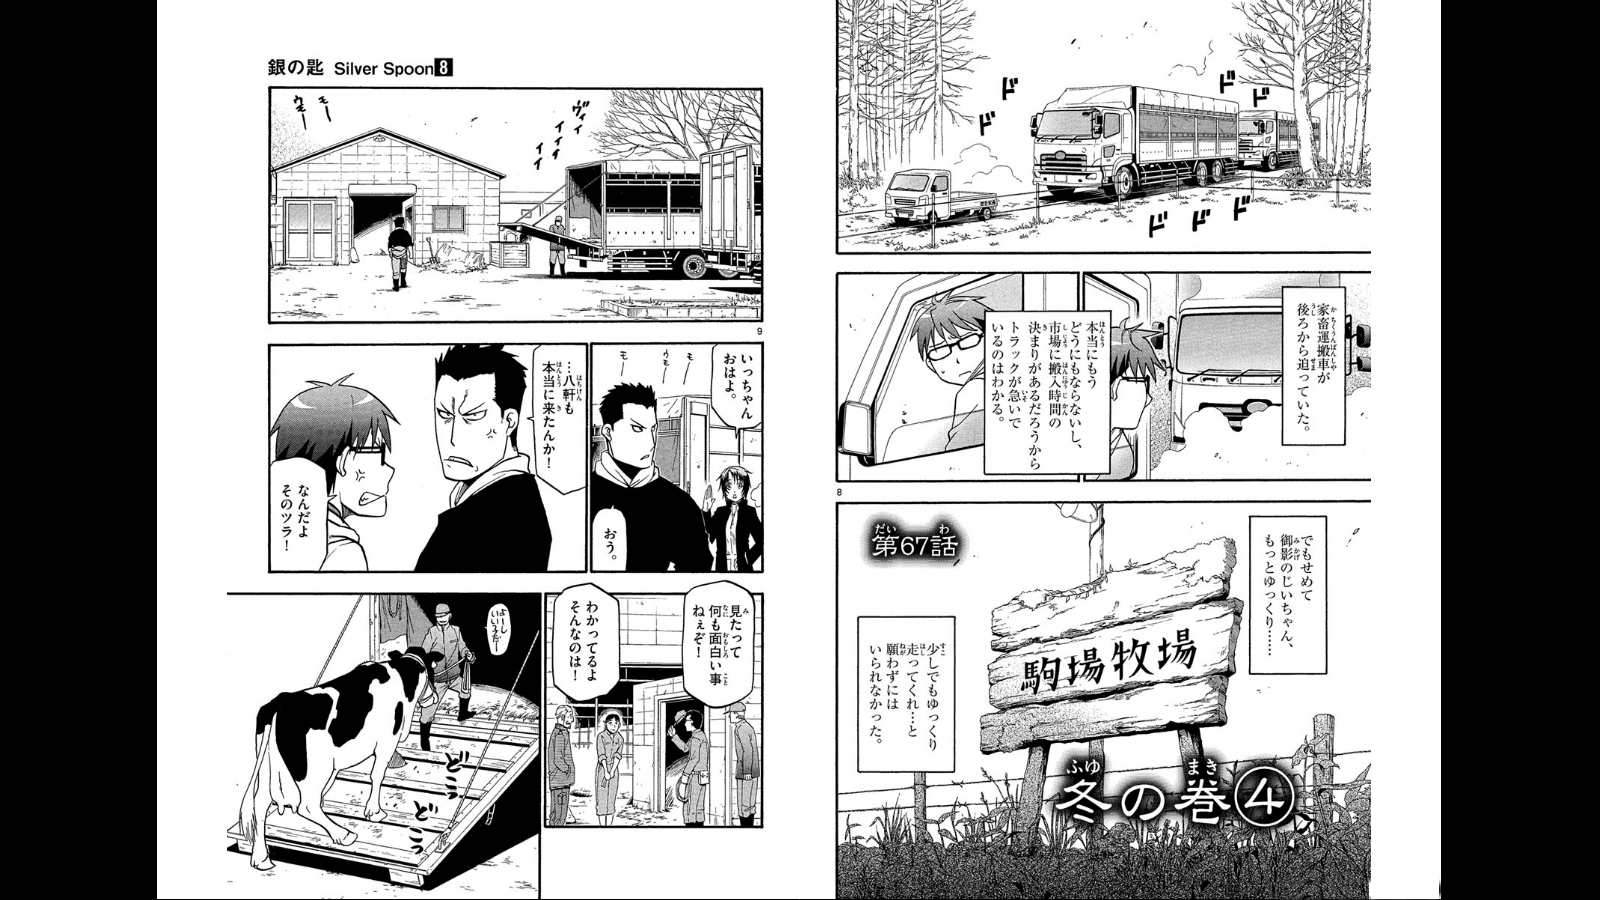 ド
ド
ド
ド
ド
ド
ド
家畜運搬車が
後ろから迫っていた。
本当にもう
どうにもならないし、
市場に搬入時間の
決まりがあるだろうから
トラックが急いで
いるのはわかる。
8
でもせめて
御影のじいちゃん、
もっとゆっくり……
第67話
駒場牧場
少しでもゆっくり
走ってくれ…と
願わずには
いられなかった。
冬の巻④
銀の匙 Silver Spoon8
ヴィィ
イイイ
イイ
モー
ウモー
9
いっちゃん
おはよ。
モー
ウモー
モー
おう。
…八軒も
本当に来たんか！
なんだよ
そのツラ！
見たって
何も面白い事
ねぇぞ！
わかってるよ
そんなのは！
よーし
いい子だー
どこっ
どこっ